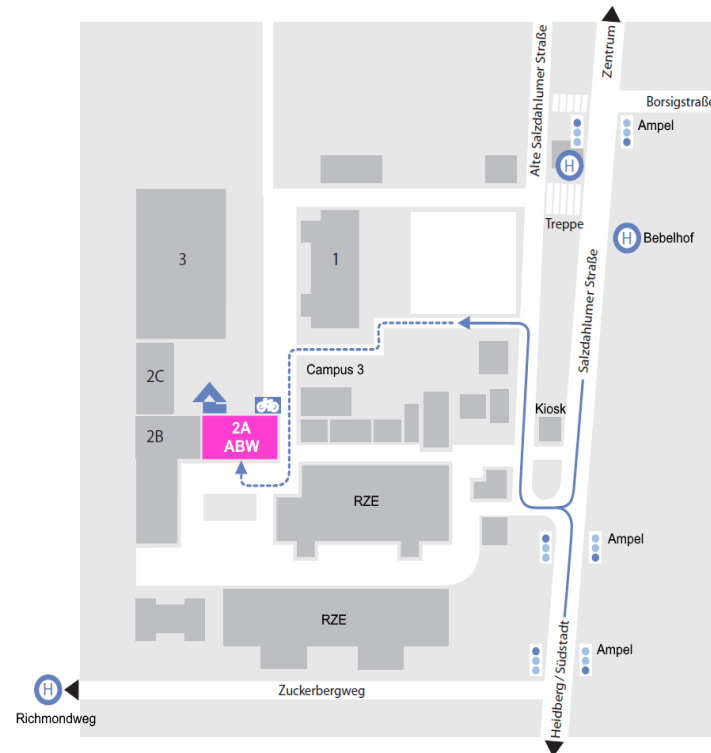 Zentrum
Alte Salzdahlumer Straße
Borsigstraße
Ampel
H
Treppe
H Bebelhof
Salzdahlumer Straße
3
1
2C
Campus 3
Kiosk
2B
2A
ABW
RZE
Ampel
RZE
Ampel
Heidberg / Südstadt
Zuckerbergweg
H
Richmondweg